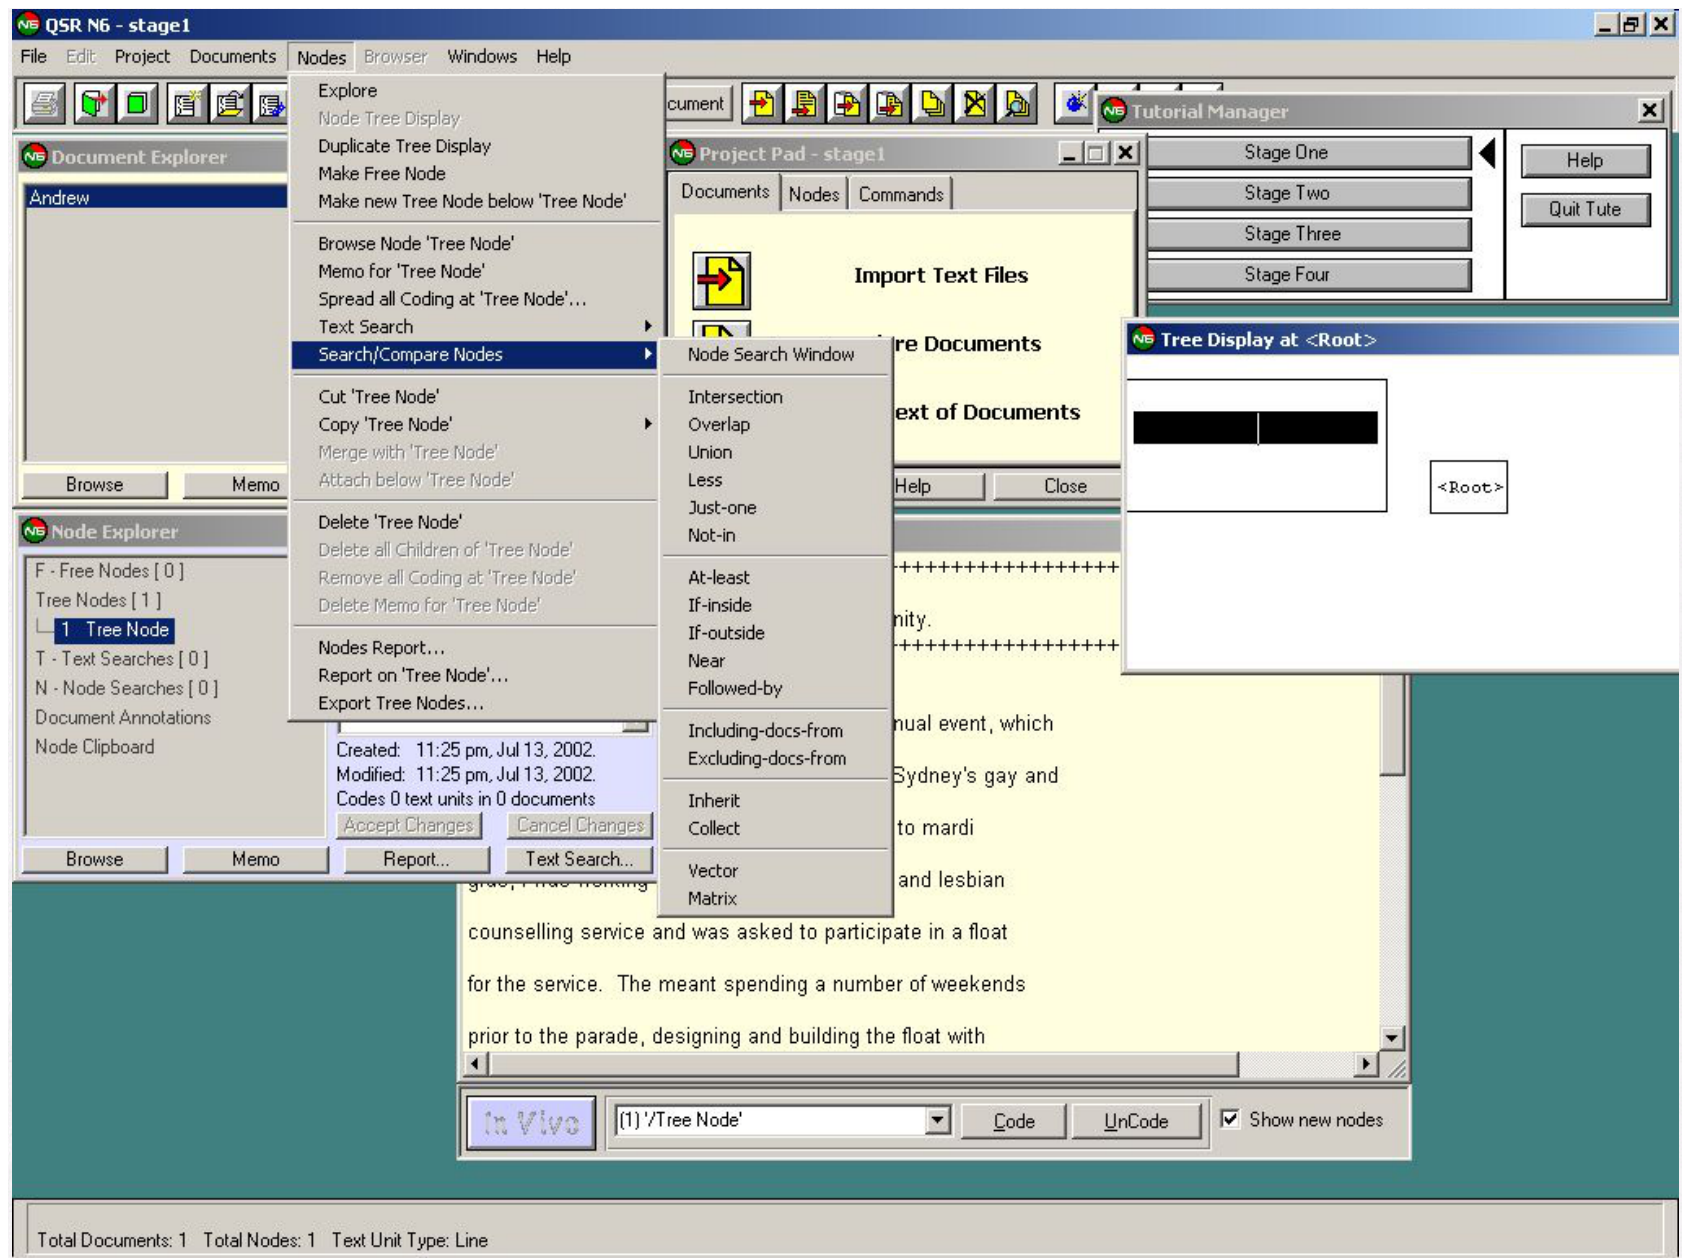 QSR N6 - stage1
File Edit Project Documents Nodes Browser Windows Help
Explore
Node Tree Display
Duplicate Tree Display
Make Free Node
Make new Tree Node below 'Tree Node'
Browse Node 'Tree Node'
Memo for 'Tree Node'
Spread all Coding at 'Tree Node'...
Text Search
Search/Compare Nodes
Cut 'Tree Node'
Copy 'Tree Node'
Merge with 'Tree Node'
Attach below 'Tree Node'
Delete 'Tree Node'
Delete all Children of 'Tree Node'
Remove all Coding at 'Tree Node'
Delete Memo for 'Tree Node'
Nodes Report...
Report on 'Tree Node'...
Export Tree Nodes...
Node Search Window
Intersection
Overlap
Union
Less
Just-one
Not-in
At-least
If-inside
If-outside
Near
Followed-by
Including-docs-from
Excluding-docs-from
Inherit
Collect
Vector
Matrix
cument
Tutorial Manager
Stage One
Stage Two
Stage Three
Stage Four
Help
Quit Tute
Document Explorer
Andrew
Browse Memo
Project Pad - stage1
Documents Nodes Commands
Import Text Files
re Documents
ext of Documents
Help Close
Tree Display at <Root>
<Root>
Node Explorer
F - Free Nodes [ 0 ]
Tree Nodes [ 1 ]
1 Tree Node
T - Text Searches [ 0 ]
N - Node Searches [ 0 ]
Document Annotations
Node Clipboard
Created: 11:25 pm, Jul 13, 2002.
Modified: 11:25 pm, Jul 13, 2002.
Codes 0 text units in 0 documents
Accept Changes Cancel Changes
Browse Memo Report... Text Search...
+++++++++++++++++
nity.
+++++++++++++++++
nual event, which
Sydney's gay and
to mardi
and lesbian
counselling service and was asked to participate in a float
for the service. The meant spending a number of weekends
prior to the parade, designing and building the float with
In Vivo
(1) '/Tree Node'
Code UnCode Show new nodes
Total Documents: 1 Total Nodes: 1 Text Unit Type: Line